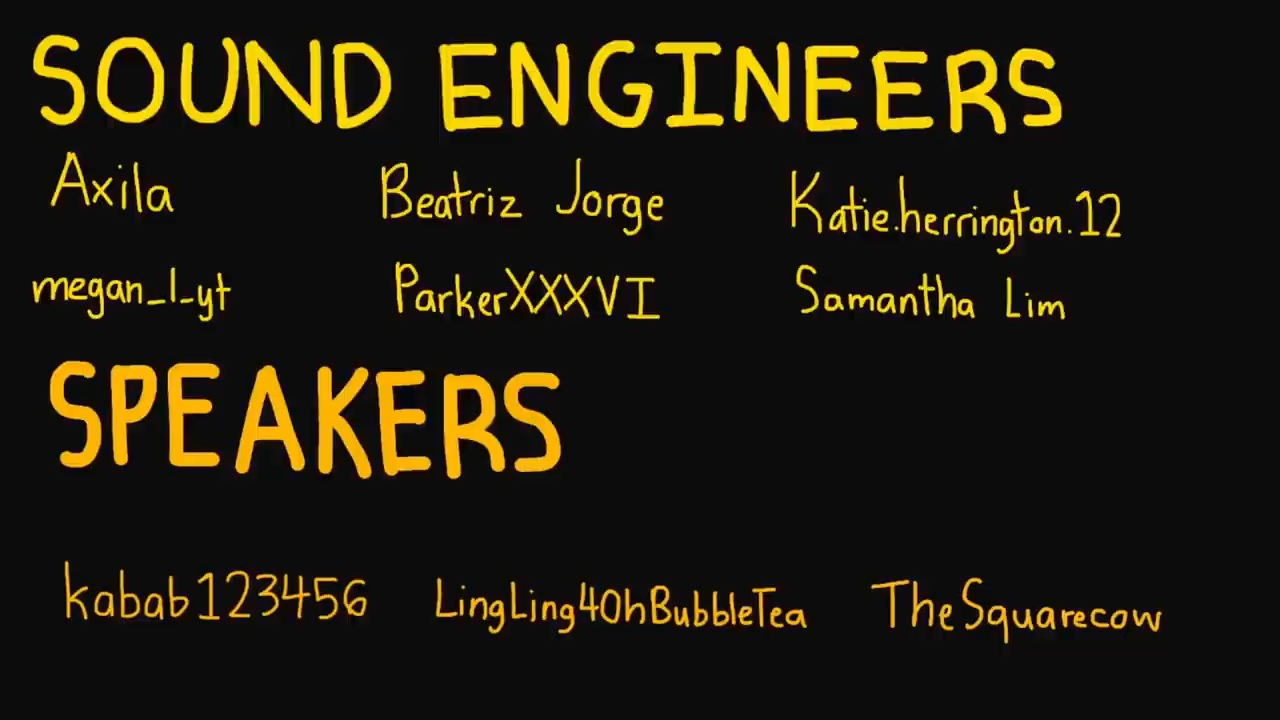 SOUND ENGINEERS
Axila Beatriz Jorge Katie.herrington.12
megan_l_yt ParkerXXXVI Samantha Lim
SPEAKERS
kabab123456 LingLing40hBubbleTea TheSquarecow